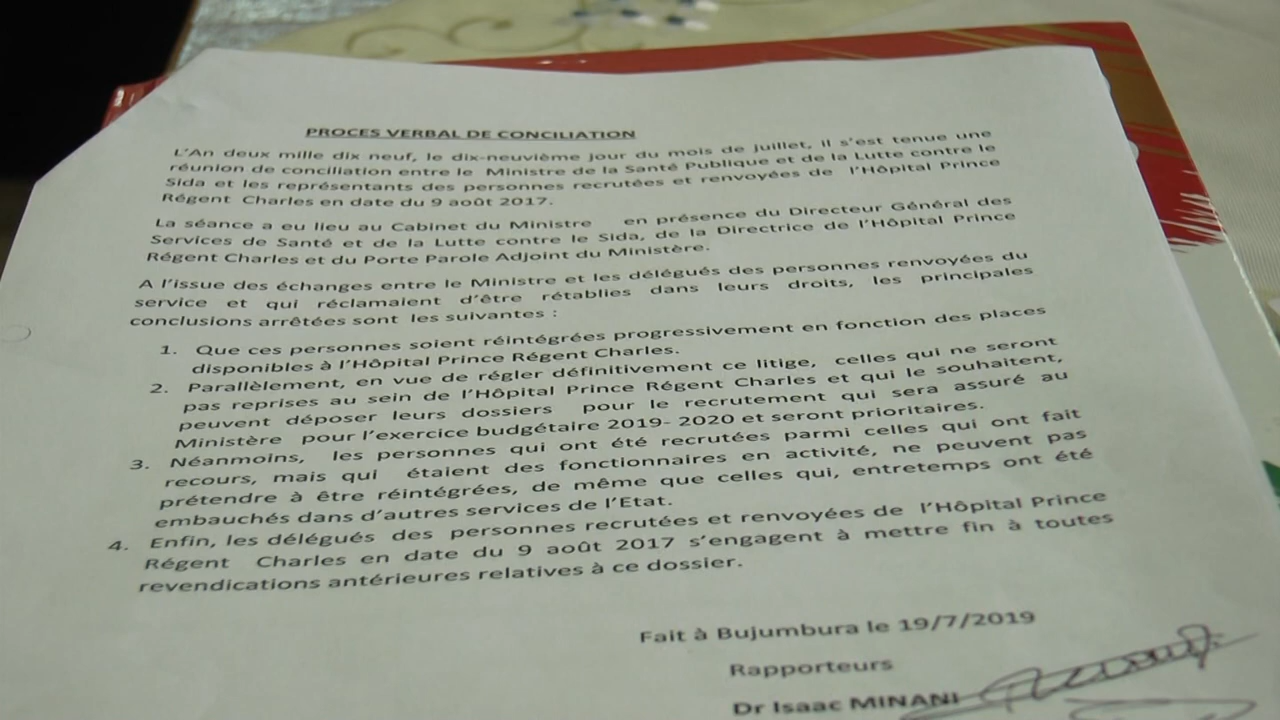 PROCES VERBAL DE CONCILIATION
L'An deux mille dix neuf, le dix-neuvième jour du mois de juillet, il s'est tenue une
réunion de conciliation entre le Ministre de la Santé Publique et de la Lutte contre le
Sida et les représentants des personnes recrutées et renvoyées de l'Hôpital Prince
Régent Charles en date du 9 août 2017.
La séance a eu lieu au Cabinet du Ministre en présence du Directeur Général des
Services de Santé et de la Lutte contre le Sida, de la Directrice de l'Hôpital Prince
Régent Charles et du Porte Parole Adjoint du Ministère.
A l'issue des échanges entre le Ministre et les délégués des personnes renvoyées du
service et qui réclamaient d'être rétablies dans leurs droits, les principales
conclusions arrêtées sont les suivantes :
1. Que ces personnes soient réintégrées progressivement en fonction des places
disponibles à l'Hôpital Prince Régent Charles.
2. Parallèlement, en vue de régler définitivement ce litige, celles qui ne seront
pas reprises au sein de l'Hôpital Prince Régent Charles et qui le souhaitent,
peuvent déposer leurs dossiers pour le recrutement qui sera assuré au
Ministère pour l'exercice budgétaire 2019- 2020 et seront prioritaires.
3. Néanmoins, les personnes qui ont été recrutées parmi celles qui ont fait
recours, mais qui étaient des fonctionnaires en activité, ne peuvent pas
prétendre à être réintégrées, de même que celles qui, entretemps ont été
embauchés dans d'autres services de l'Etat.
4. Enfin, les délégués des personnes recrutées et renvoyées de l'Hôpital Prince
Régent Charles en date du 9 août 2017 s'engagent à mettre fin à toutes
revendications antérieures relatives à ce dossier.
Fait à Bujumbura le 19/7/2019
Rapporteurs
Dr Isaac MINANI